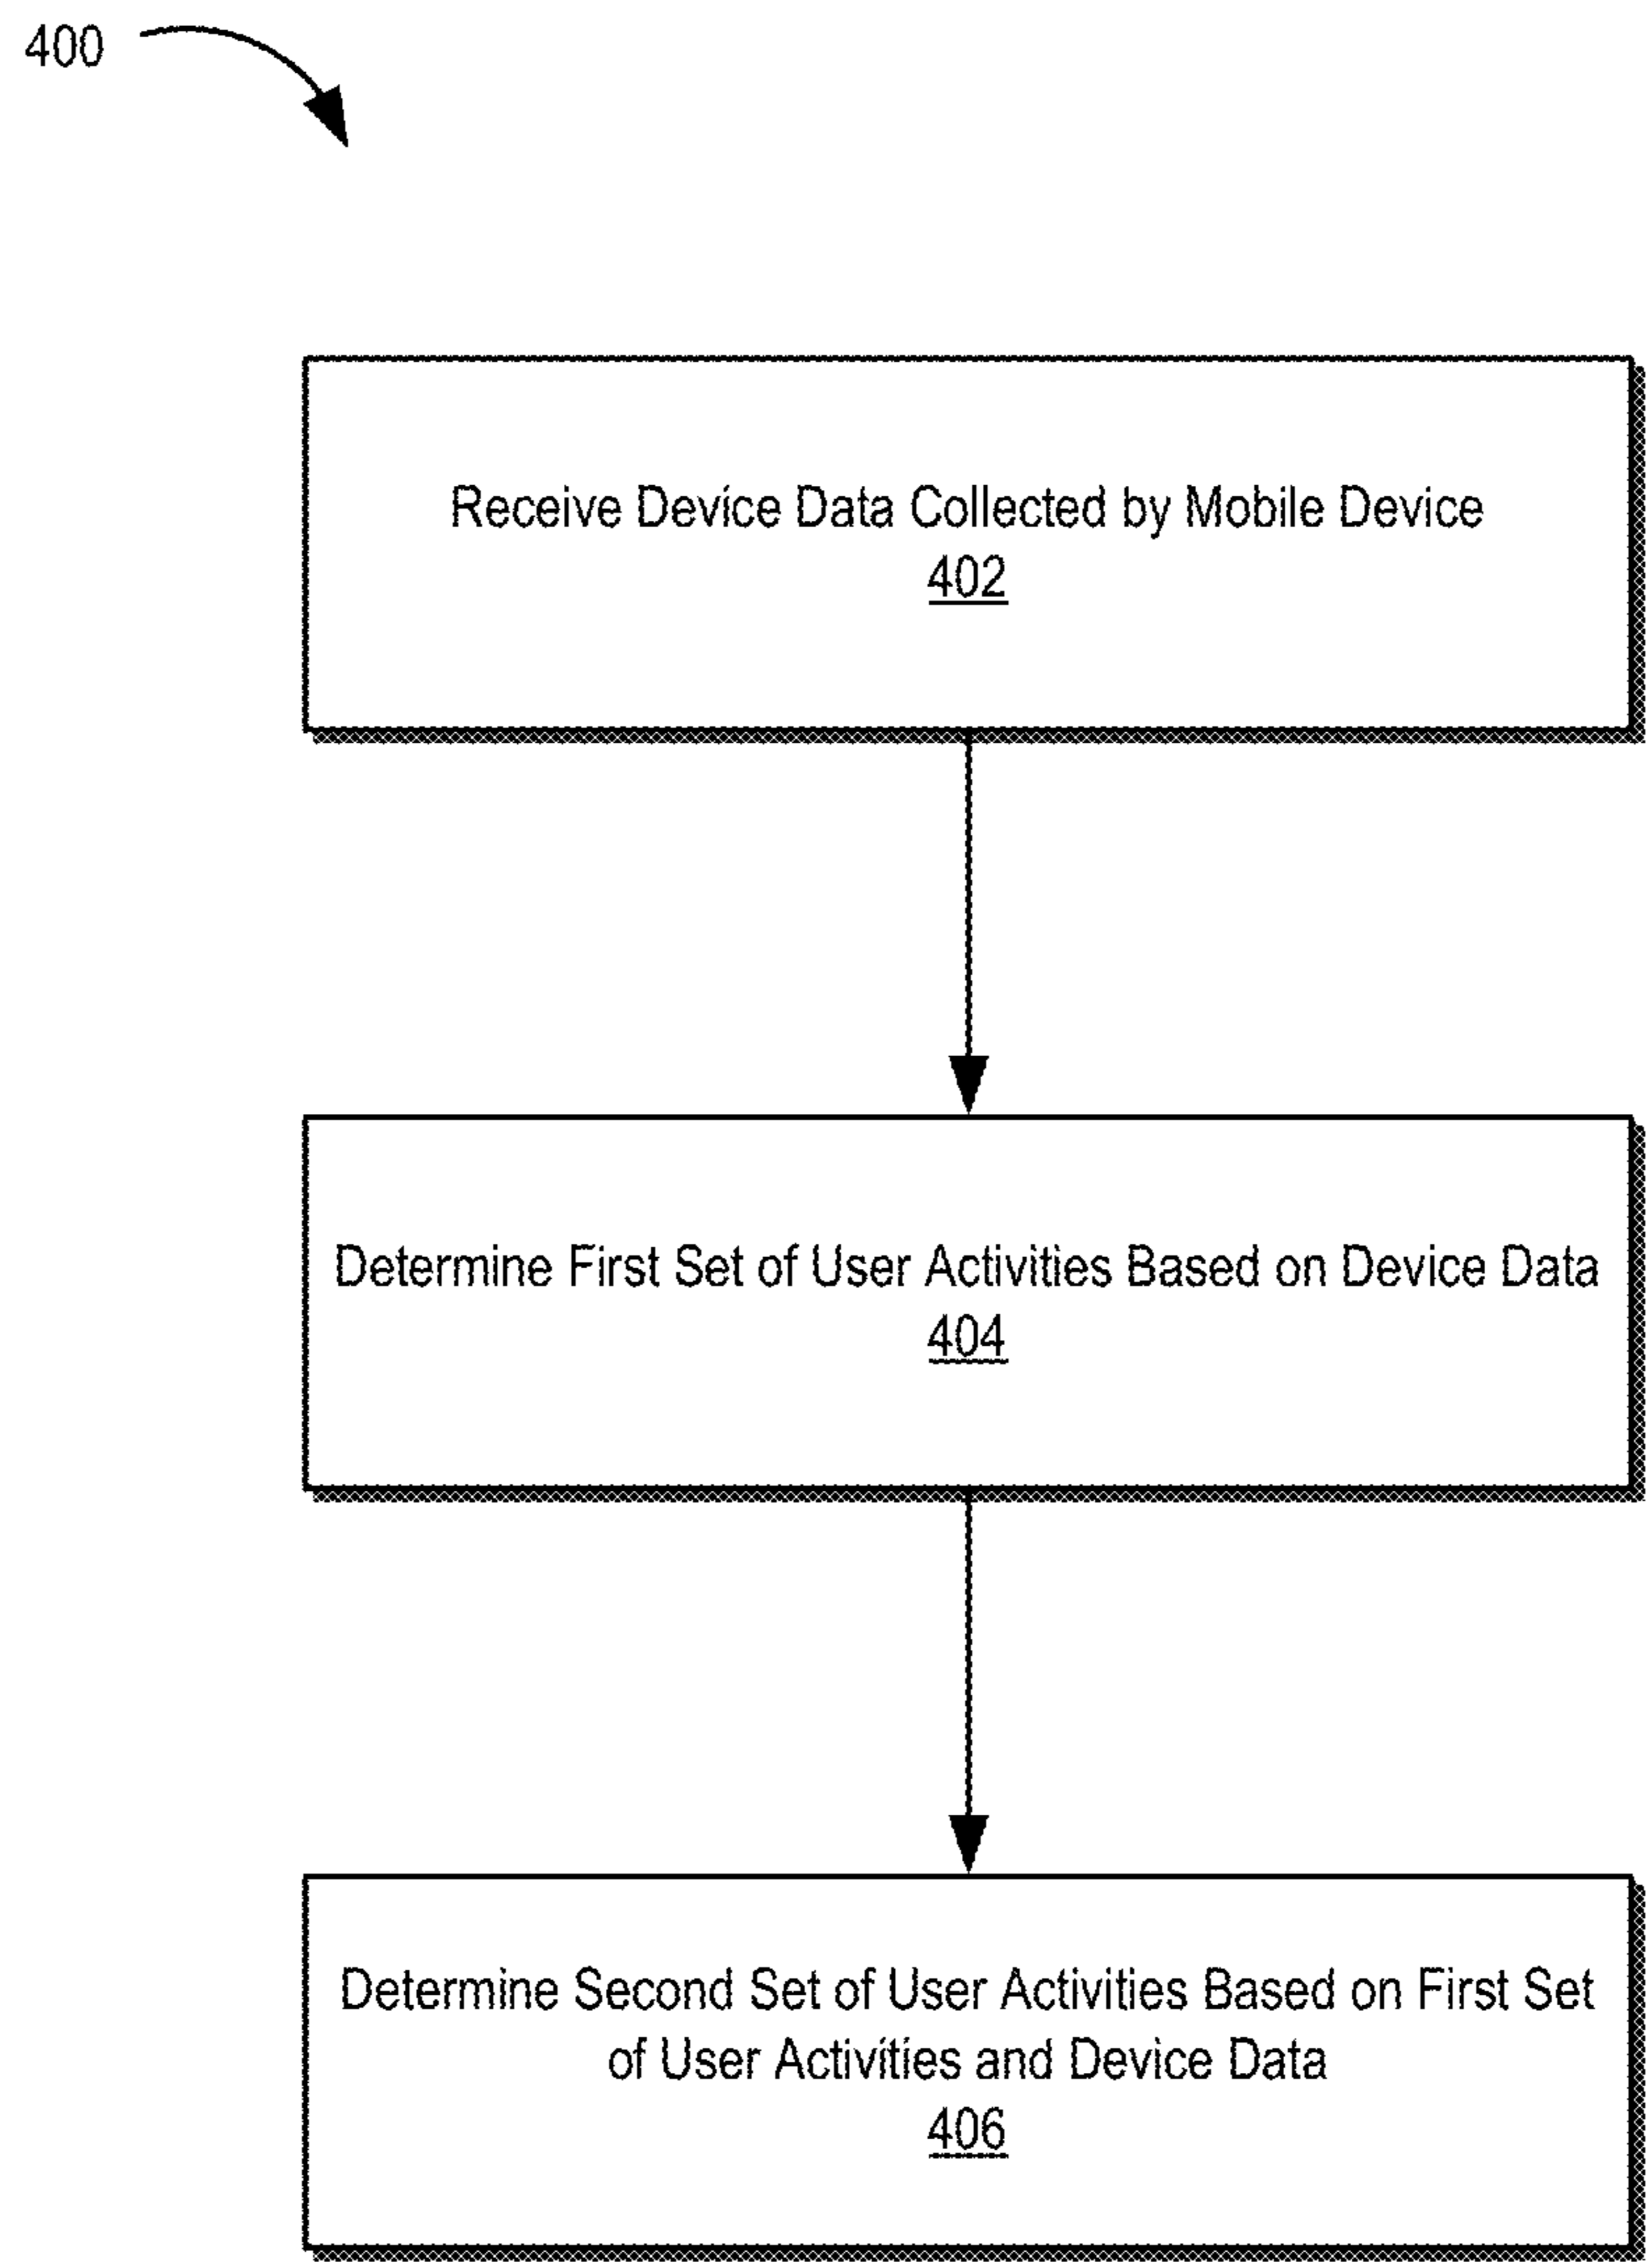 400
Receive Device Data Collected by Mobile Device
402
Determine First Set of User Activities Based on Device Data
404
Determine Second Set of User Activities Based on First Set
of User Activities and Device Data
406